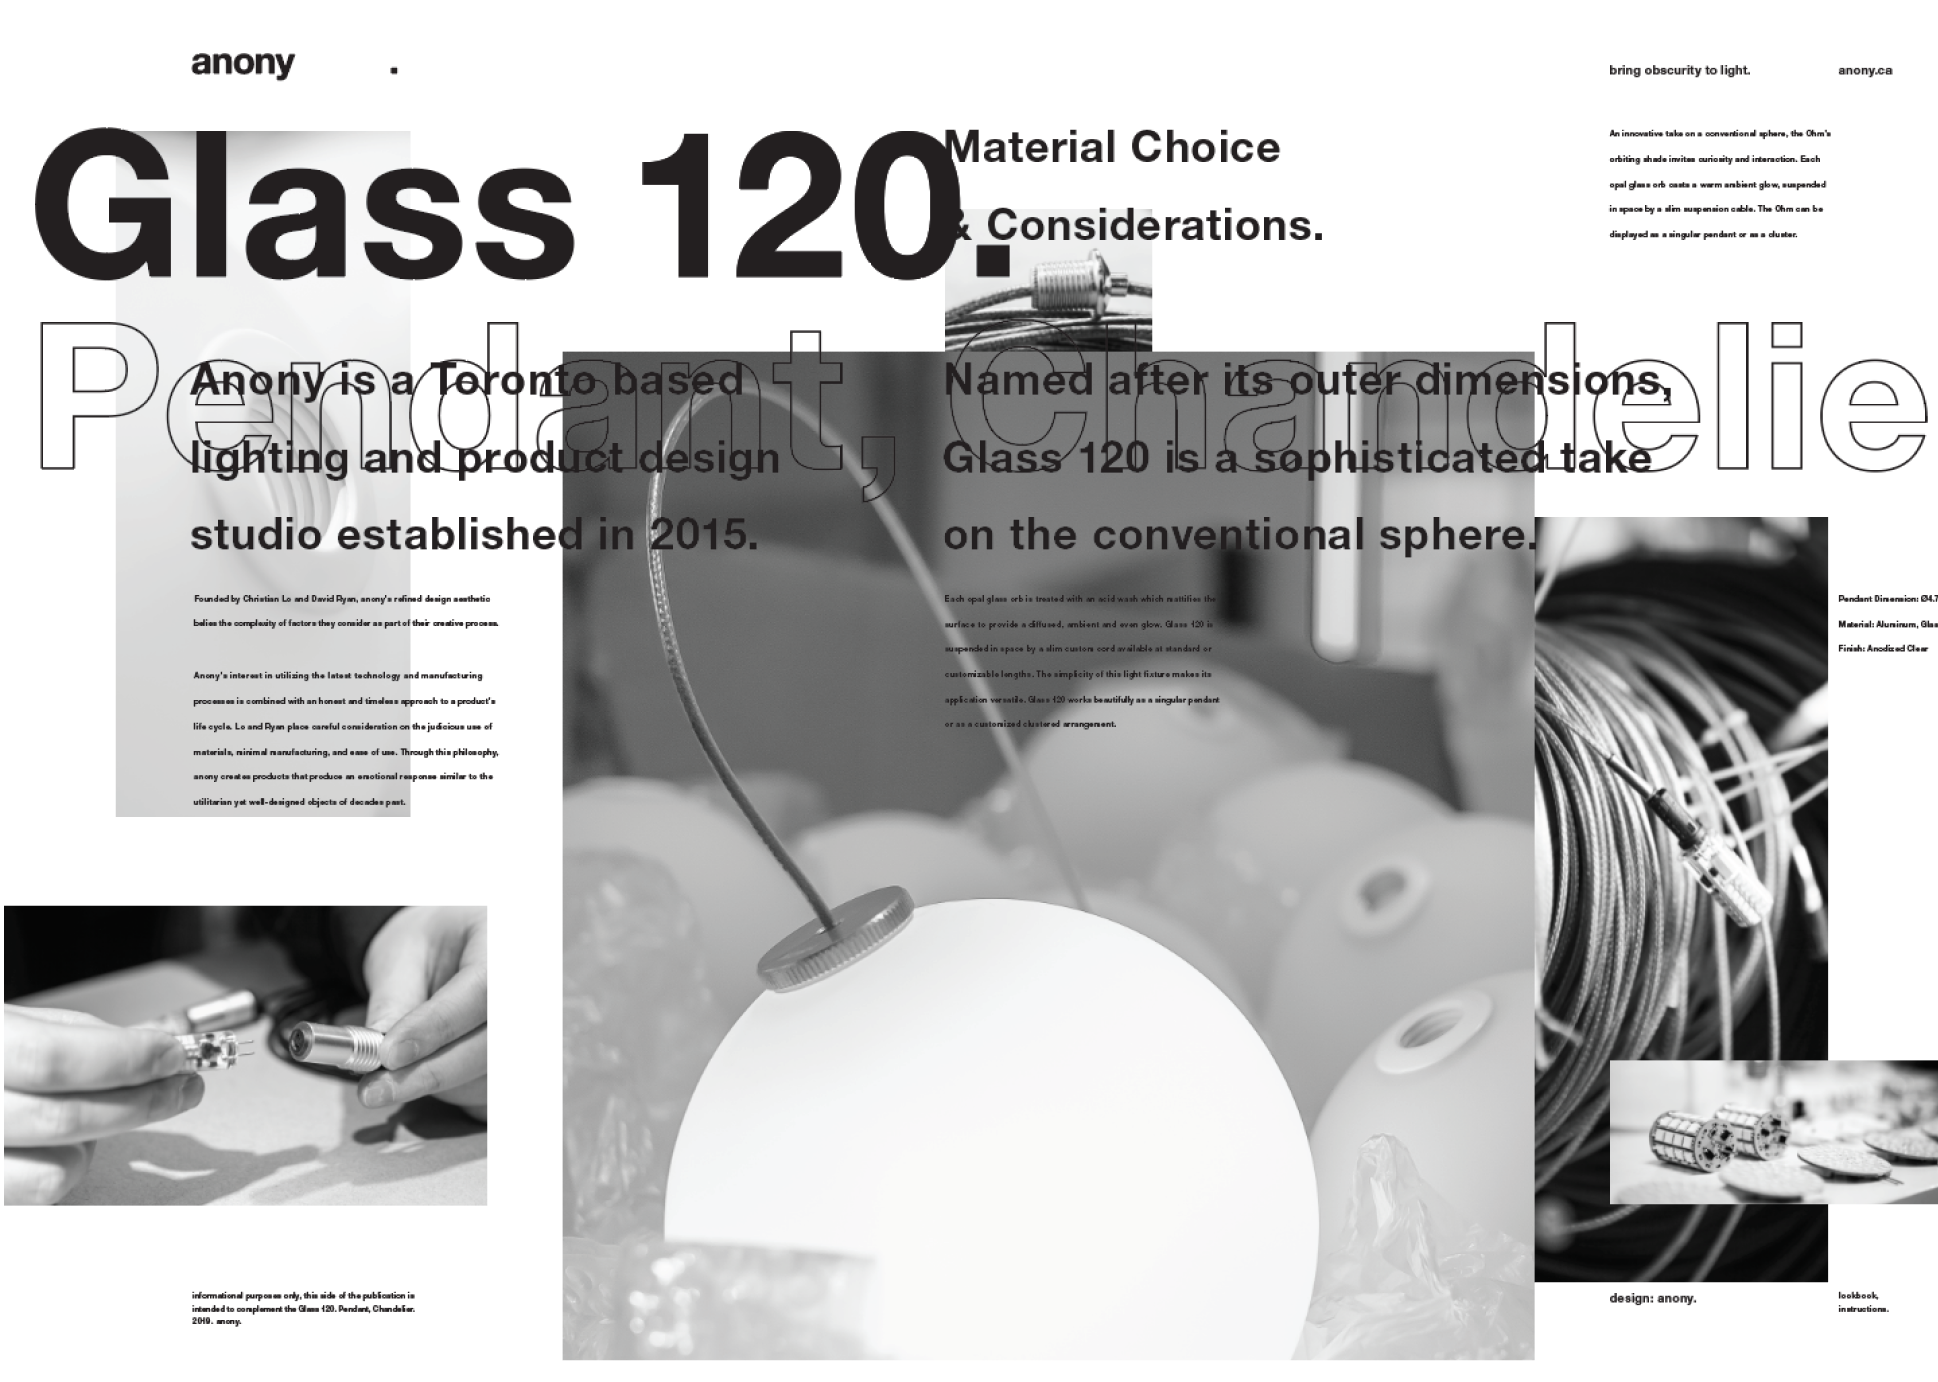 anony .
bring obscurity to light.
anony.ca
Glass 120.
Material Choice
& Considerations.
An innovative take on a conventional sphere, the Ohm's
orbiting shade invites curiosity and interaction. Each
opal glass orb casts a warm ambient glow, suspended
in space by a slim suspension cable. The Ohm can be
displayed as a singular pendant or as a cluster.
Pendant, Chandelie
Anony is a Toronto based
lighting and product design
studio established in 2015.
Founded by Christian Lo and David Ryan, anony's refined design aesthetic
belies the complexity of factors they consider as part of their creative process.
Anony's interest in utilizing the latest technology and manufacturing
processes is combined with an honest and timeless approach to a product's
life cycle. Lo and Ryan place careful consideration on the judicious use of
materials, minimal manufacturing, and ease of use. Through this philosophy,
anony creates products that produce an emotional response similar to the
utilitarian yet well-designed objects of decades past.
Named after its outer dimensions,
Glass 120 is a sophisticated take
on the conventional sphere.
Each opal glass orb is treated with an acid wash which mattifies the
surface to provide a diffused, ambient and even glow. Glass 120 is
suspended in space by a slim custom cord available at standard or
customizable lengths. The simplicity of this light fixture makes its
application versatile. Glass 120 works beautifully as a singular pendant
or as a customized clustered arrangement.
Pendant Dimension: Ø4.7
Material: Aluminum, Glas
Finish: Anodized Clear
informational purposes only, this side of the publication is
intended to complement the Glass 120. Pendant, Chandelier.
2019. anony.
design: anony.
lookbook,
instructions.